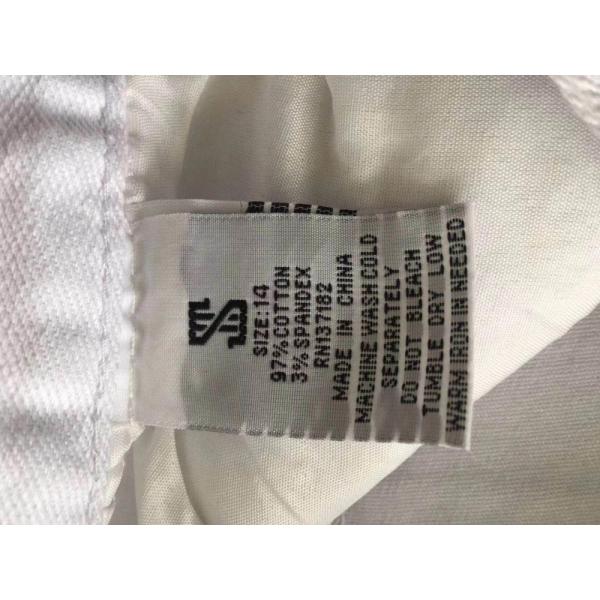 SIZE:14
97%COTTON
3%SPANDEX
RN137182
MADE IN CHINA
MACHINE WASH COLD
SEPARATELY
DO NOT BLEACH
TUMBLE DRY LOW
WARM IRON IN NEEDED